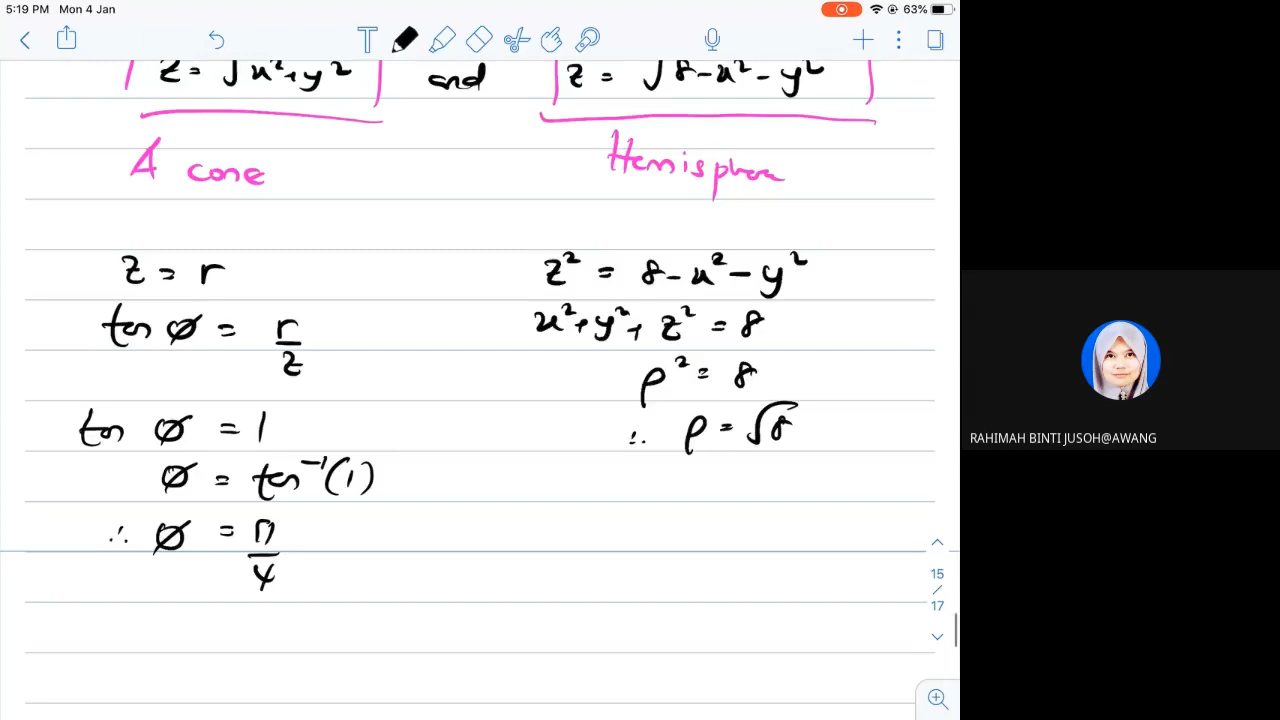 5:19 PM Mon 4 Jan
63%
T
z = √x²+y² and z = √8-x²-y²
A cone
Hemisphere
z = r
tan ø = r/z
tan ø = 1
ø = tan⁻¹(1)
∴ ø = π/4
z² = 8-x²-y²
x²+y²+z² = 8
ρ² = 8
∴ ρ = √8
15
/
17
RAHIMAH BINTI JUSOH@AWANG